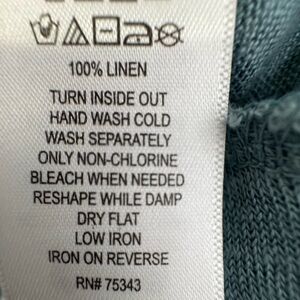 100% LINEN
TURN INSIDE OUT
HAND WASH COLD
WASH SEPARATELY
ONLY NON-CHLORINE
BLEACH WHEN NEEDED
RESHAPE WHILE DAMP
DRY FLAT
LOW IRON
IRON ON REVERSE
RN# 75343